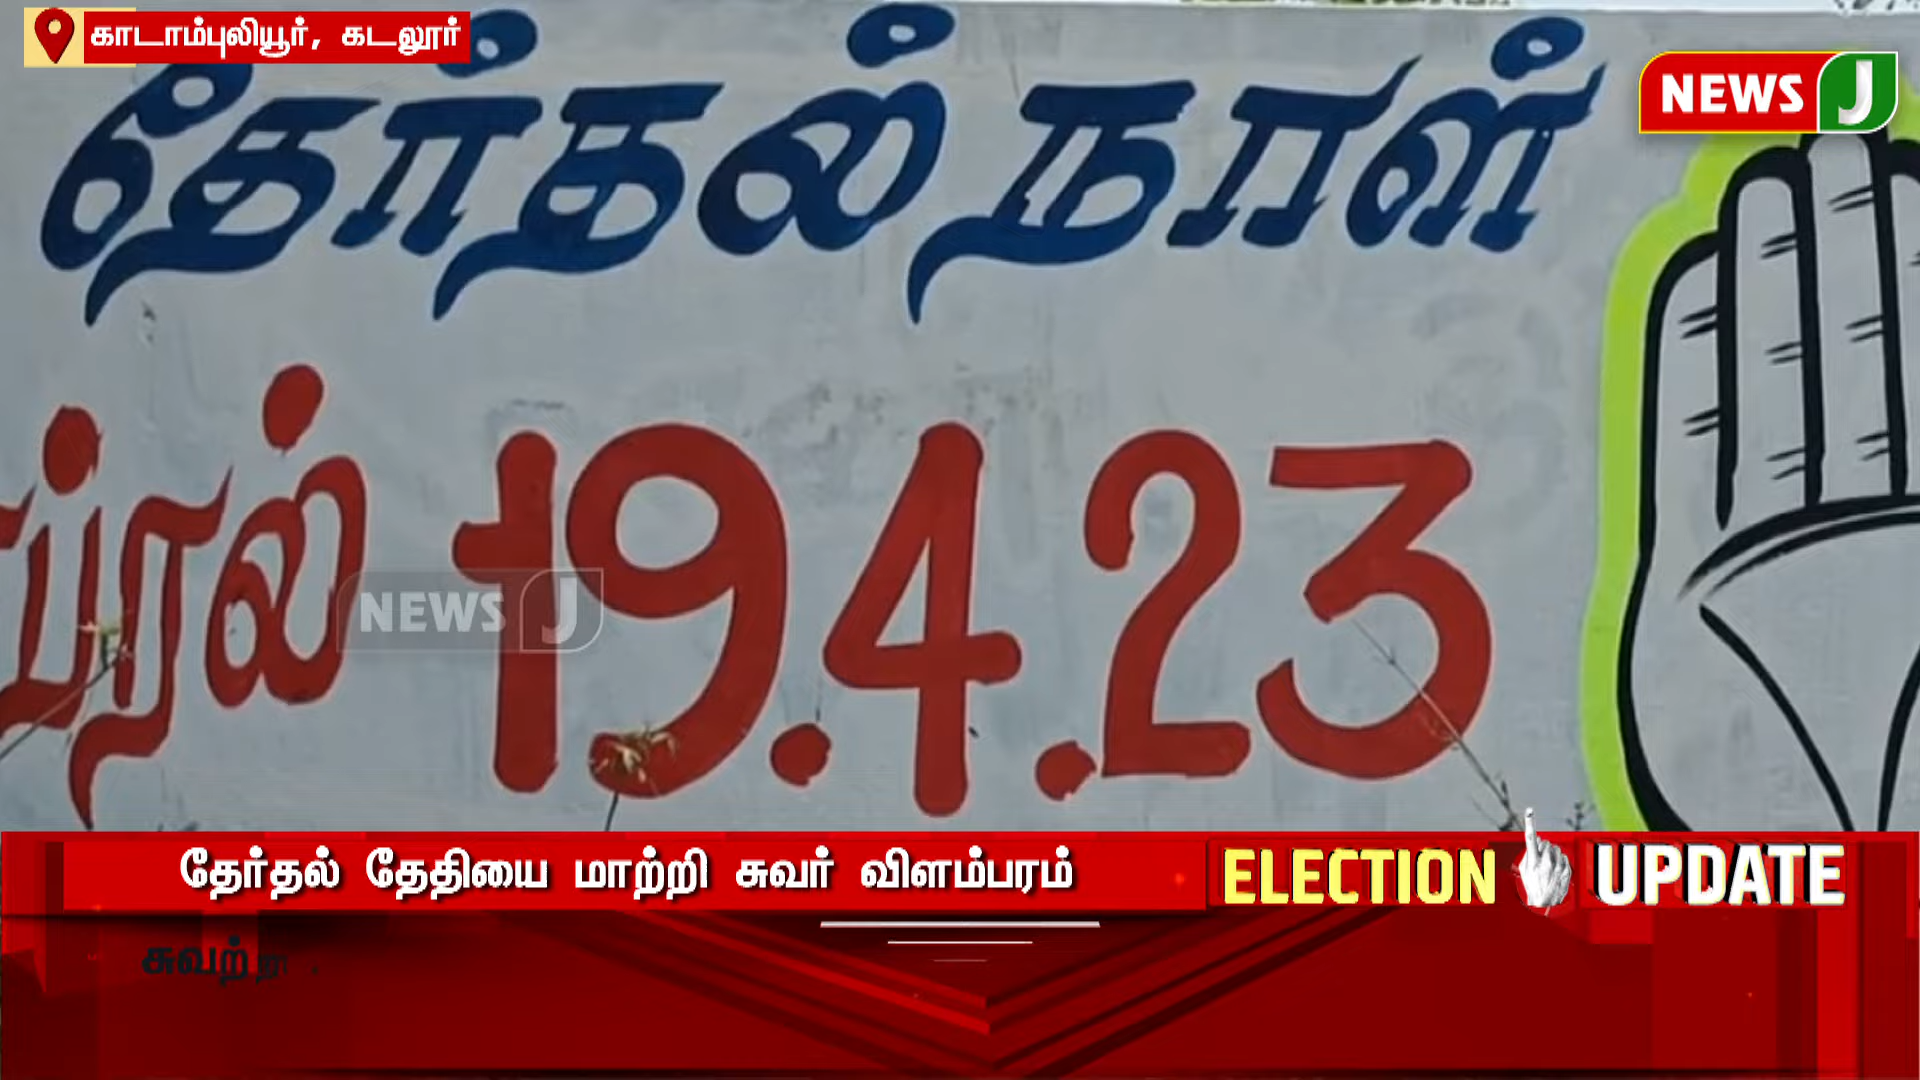 காடாம்புலியூர், கடலூர்
NEWS J
தேர்தல் நாள்
ப்ரல் 19.4.23
NEWS J
தேர்தல் தேதியை மாற்றி சுவர் விளம்பரம்
ELECTION UPDATE